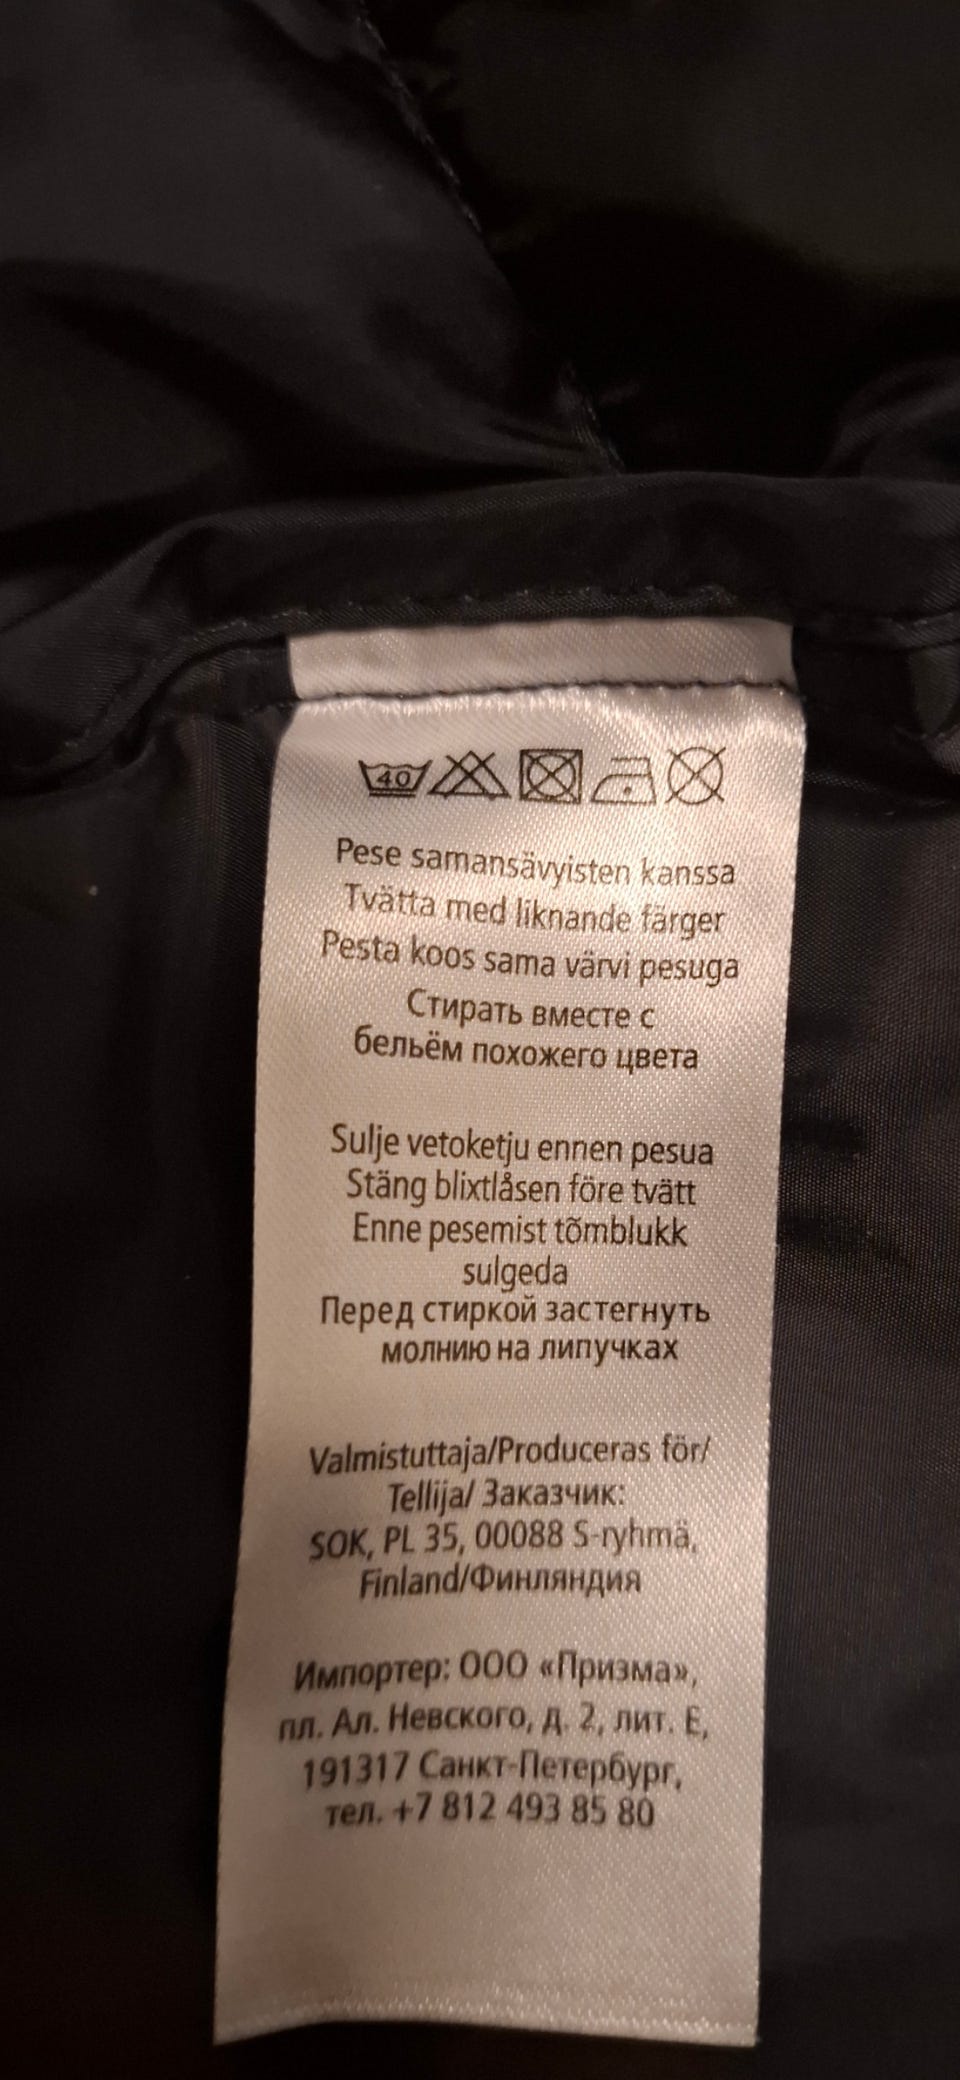 40
Pese samansävyisten kanssa
Tvätta med liknande färger
Pesta koos sama värvi pesuga
Стирать вместе с
бельём похожего цвета
Sulje vetoketju ennen pesua
Stäng blixtlåsen före tvätt
Enne pesemist tõmblukk
sulgeda
Перед стиркой застегнуть
молнию на липучках
Valmistuttaja/Produceras för/
Tellija/ Заказчик:
SOK, PL 35, 00088 S-ryhmä,
Finland/Финляндия
Импортер: ООО «Призма»,
пл. Ал. Невского, д. 2, лит. Е,
191317 Санкт-Петербург,
тел. +7 812 493 85 80